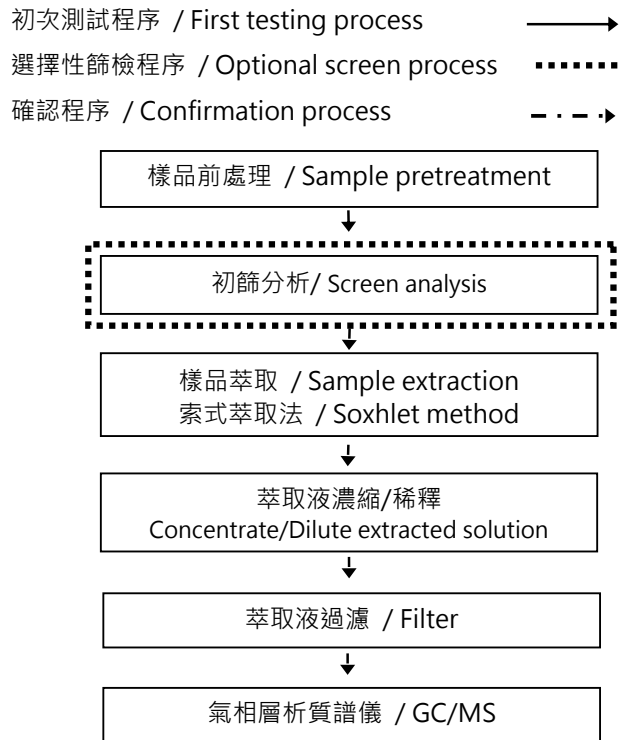 初次測試程序 / First testing process
選擇性篩檢程序 / Optional screen process
確認程序 / Confirmation process
樣品前處理 / Sample pretreatment
初篩分析/ Screen analysis
樣品萃取 / Sample extraction
索式萃取法 / Soxhlet method
萃取液濃縮/稀釋
Concentrate/Dilute extracted solution
萃取液過濾 / Filter
氣相層析質譜儀 / GC/MS